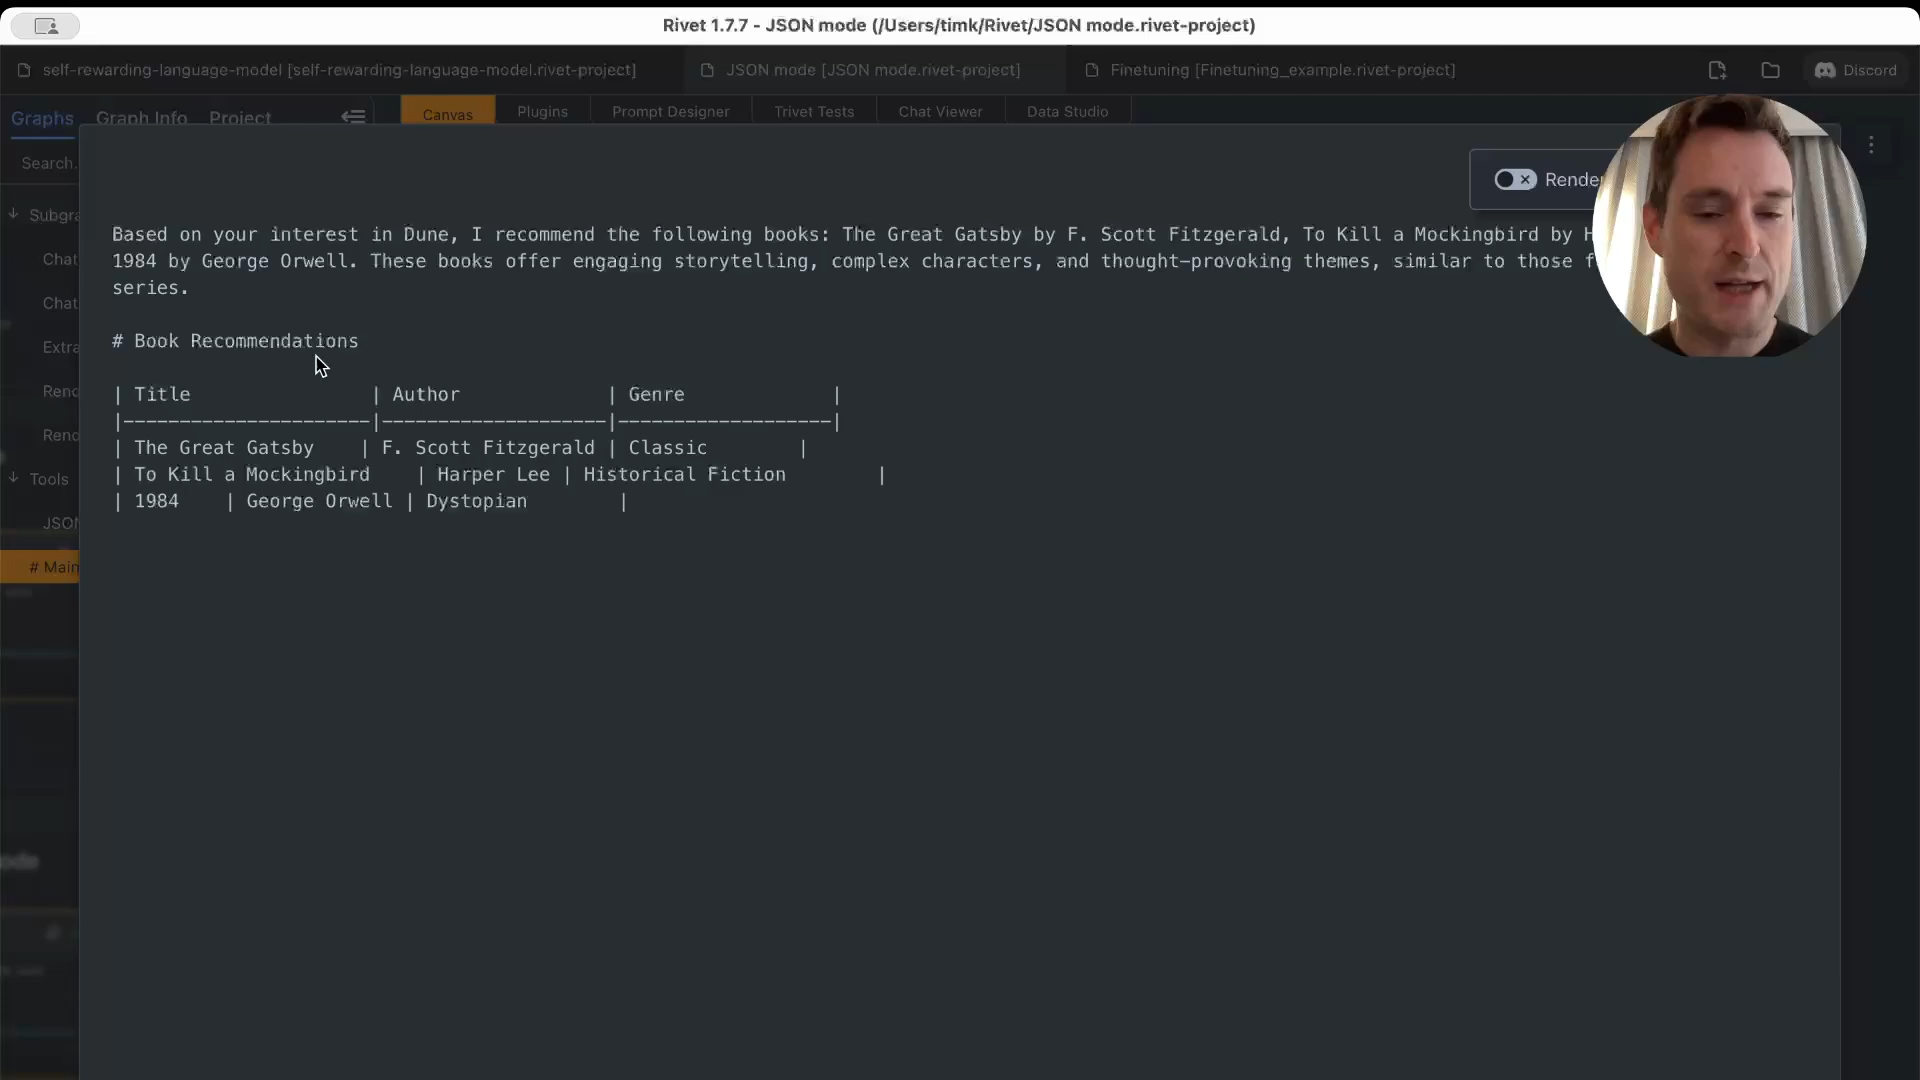 Rivet 1.7.7 - JSON mode (/Users/timk/Rivet/JSON mode.rivet-project)
self-rewarding-language-model [self-rewarding-language-model.rivet-project]
JSON mode [JSON mode.rivet-project]
Finetuning [Finetuning_example.rivet-project]
Discord
Graphs
Graph Info
Project
Canvas
Plugins
Prompt Designer
Trivet Tests
Chat Viewer
Data Studio
Search.
Subgra
Chat
Chat
Extra
Rend
Rend
Tools
JSON
# Main
Rende
Based on your interest in Dune, I recommend the following books: The Great Gatsby by F. Scott Fitzgerald, To Kill a Mockingbird by H
1984 by George Orwell. These books offer engaging storytelling, complex characters, and thought-provoking themes, similar to those f
series.
# Book Recommendations
| Title | Author | Genre |
|----------------------|--------------------|-------------------|
| The Great Gatsby | F. Scott Fitzgerald | Classic |
| To Kill a Mockingbird | Harper Lee | Historical Fiction |
| 1984 | George Orwell | Dystopian |